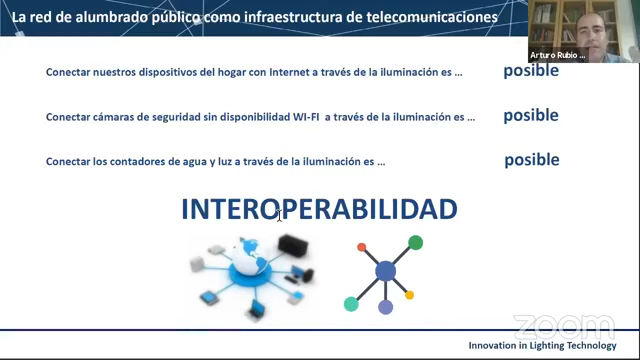 La red de alumbrado público como infraestructura de telecomunicaciones
Arturo Rubio ...
Conectar nuestros dispositivos del hogar con Internet a través de la iluminación es ... posible
Conectar cámaras de seguridad sin disponibilidad WI-FI a través de la iluminación es ... posible
Conectar los contadores de agua y luz a través de la iluminación es ... posible
INTEROPERABILIDAD
zoom
Innovation in Lighting Technology